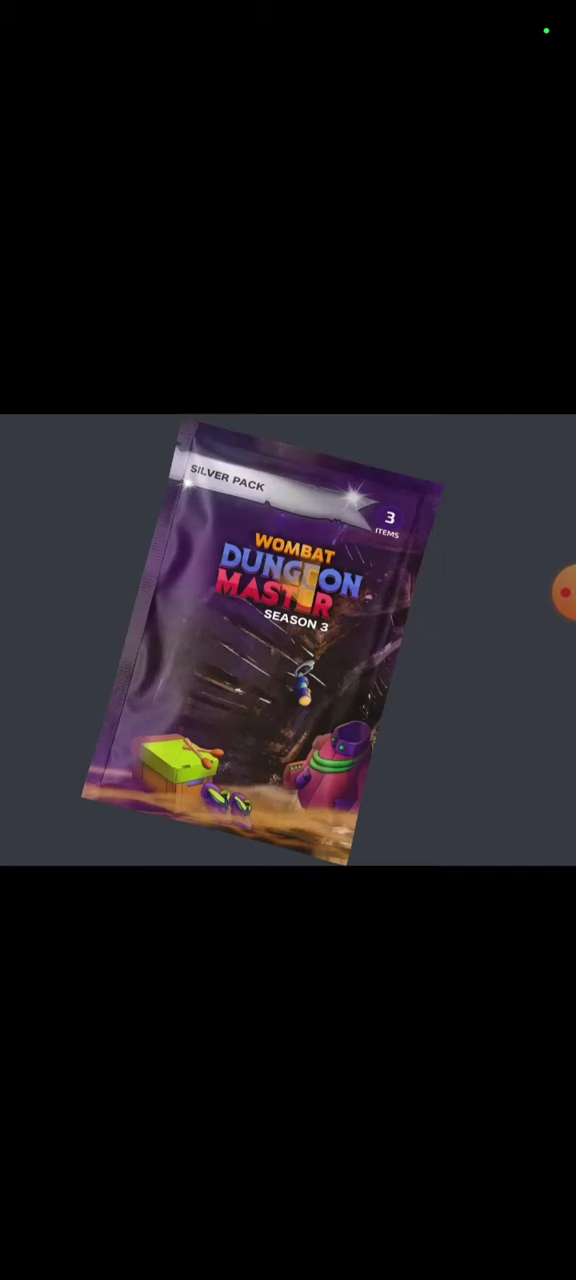 SILVER PACK
3
ITEMS
WOMBAT
DUNGEON
MASTER
SEASON 3